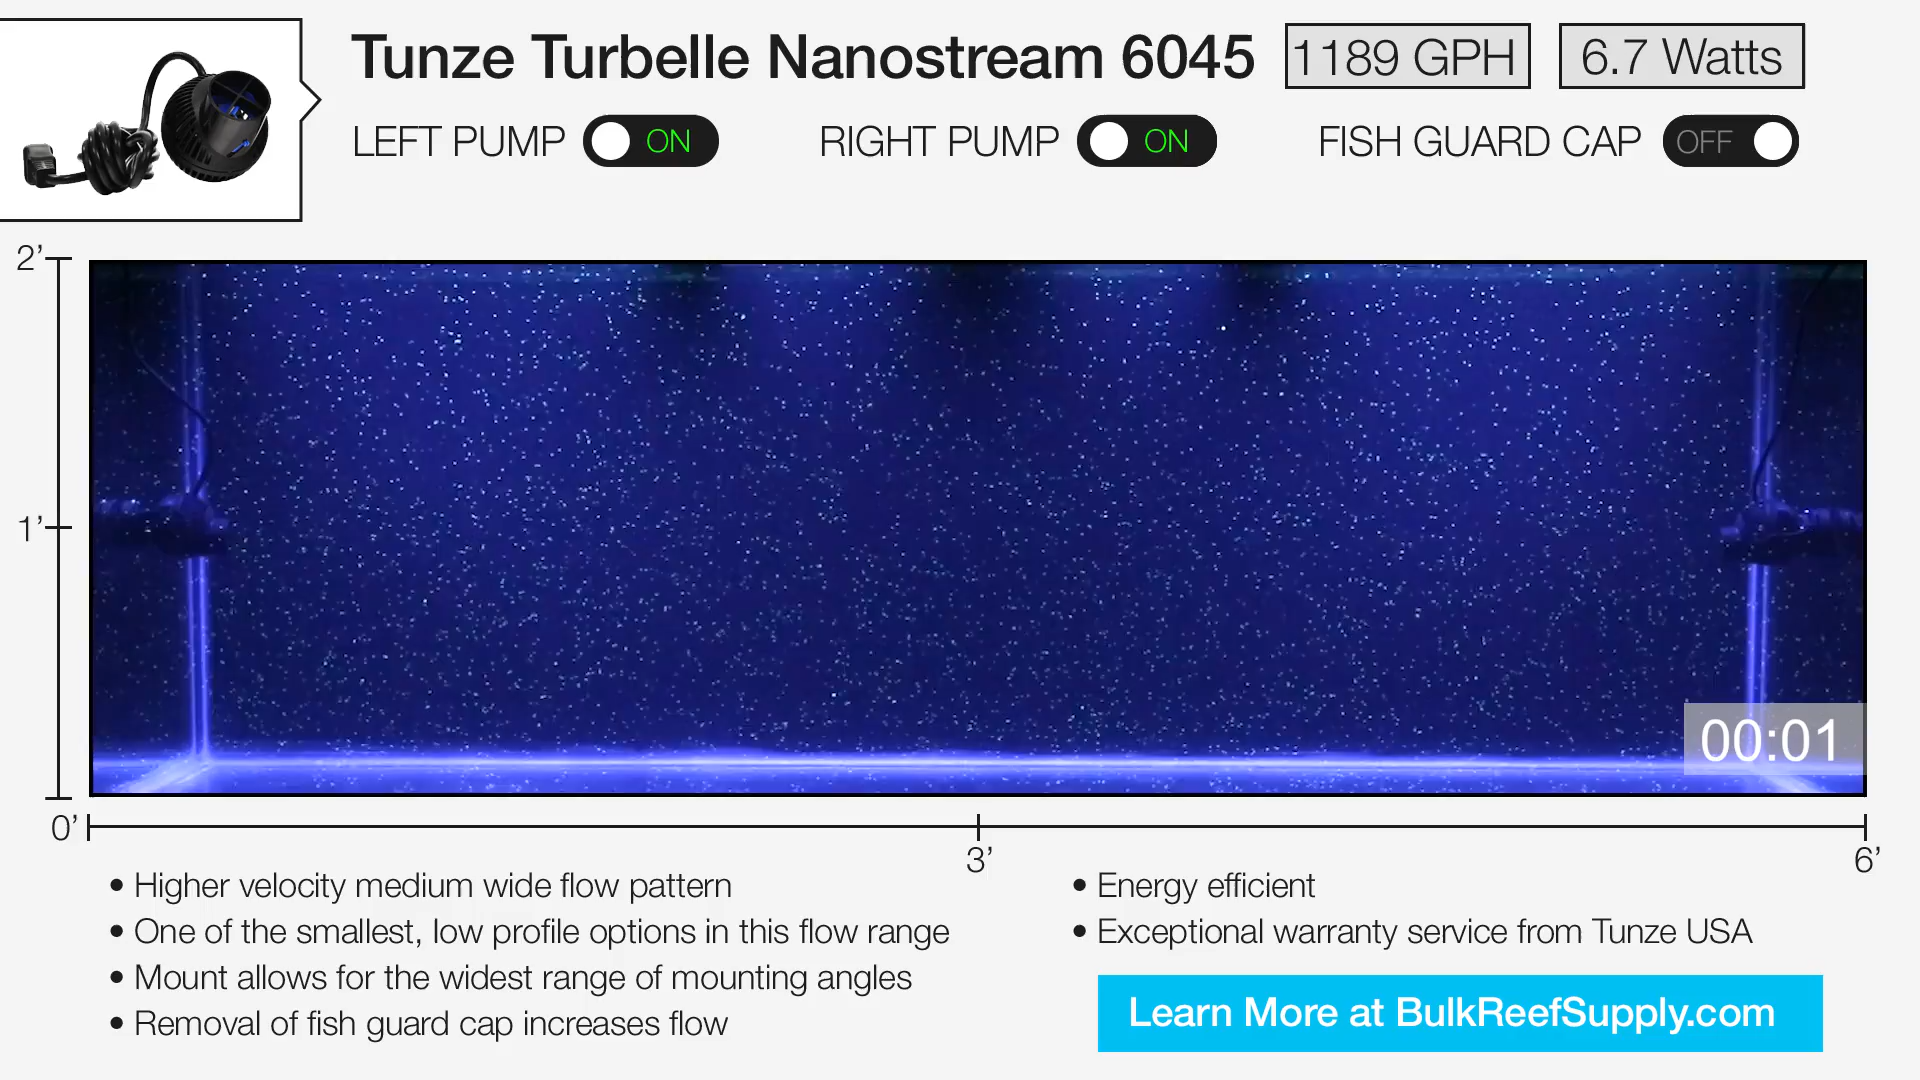 Tunze Turbelle Nanostream 6045 1189 GPH 6.7 Watts
LEFT PUMP ON RIGHT PUMP ON FISH GUARD CAP OFF
2’
1’
00:01
0’
3’
6’
• Higher velocity medium wide flow pattern
• One of the smallest, low profile options in this flow range
• Mount allows for the widest range of mounting angles
• Removal of fish guard cap increases flow
• Energy efficient
• Exceptional warranty service from Tunze USA
Learn More at BulkReefSupply.com